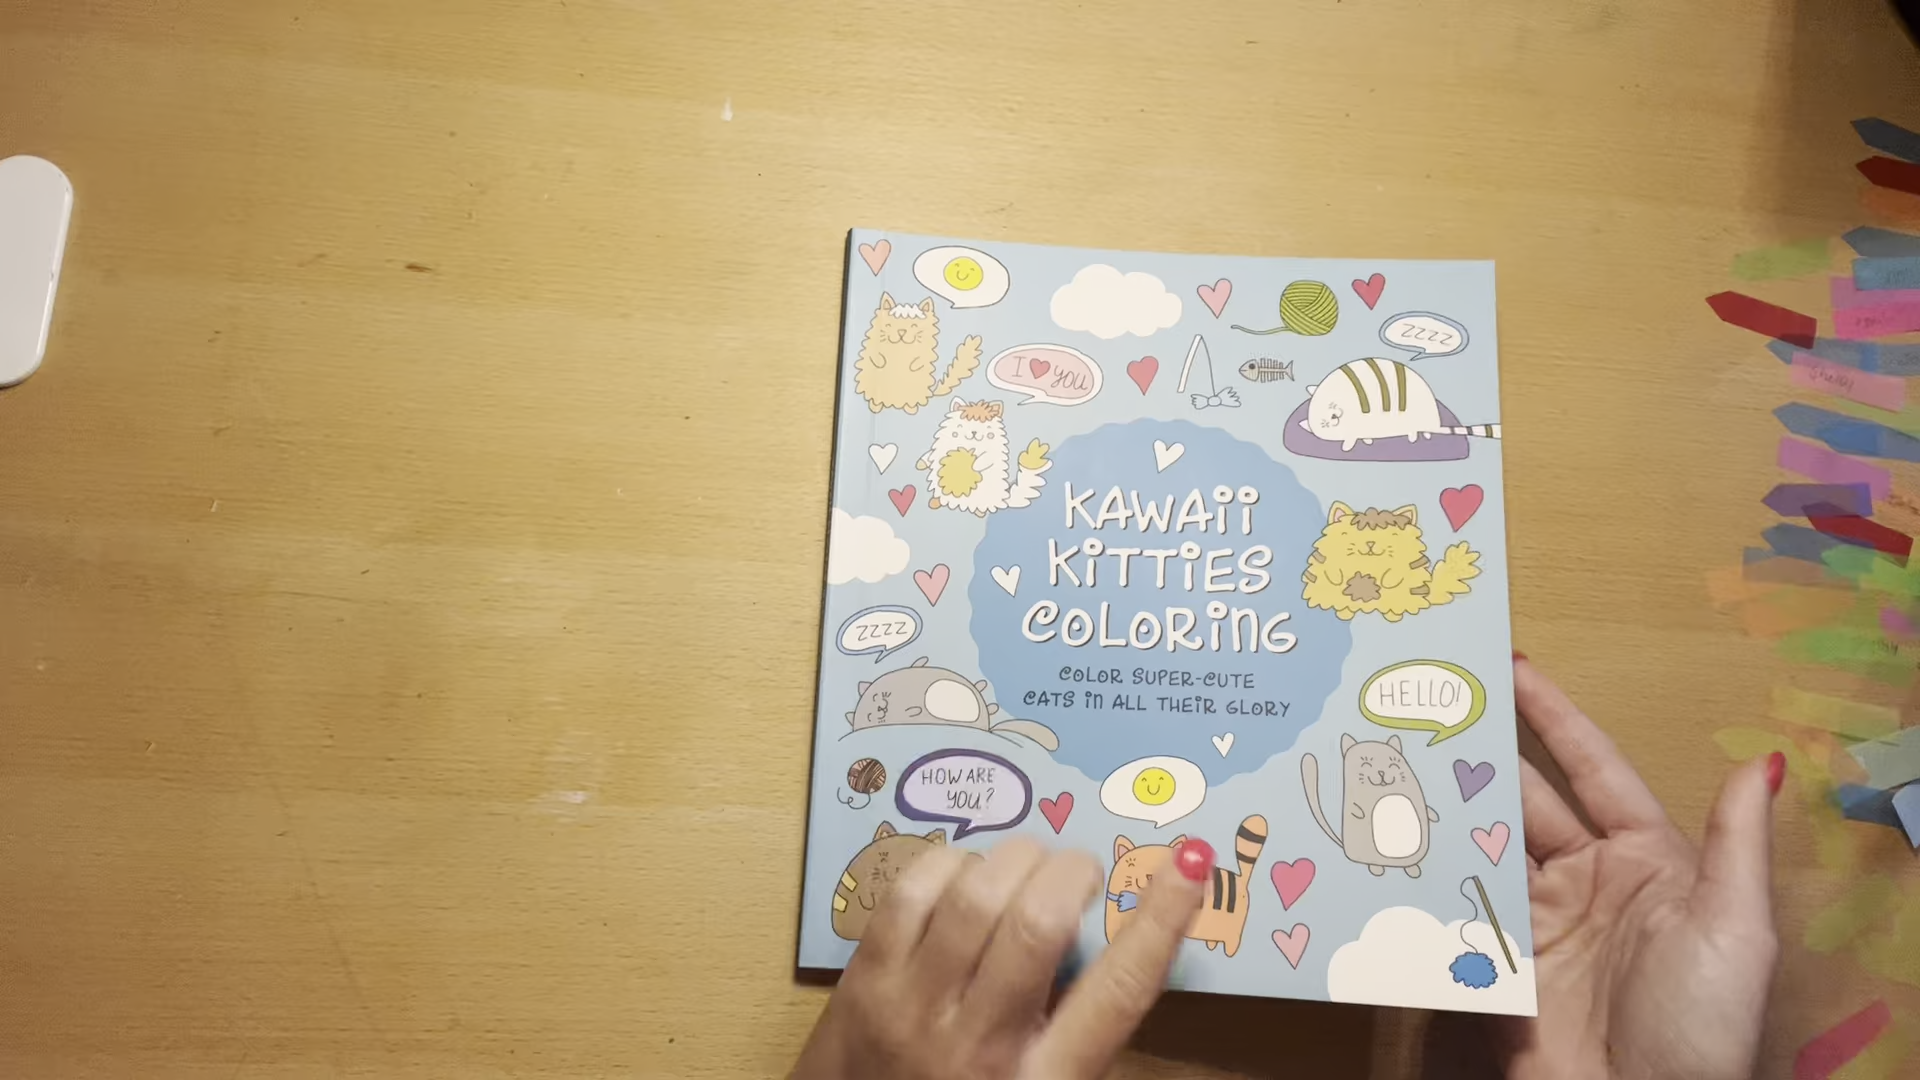 I YOU
ZZZZ
KAWAII
KITTIES
COLORING
COLOR SUPER-CUTE
CATS IN ALL THEIR GLORY
ZZZZ
HELLO!
HOW ARE
YOU?